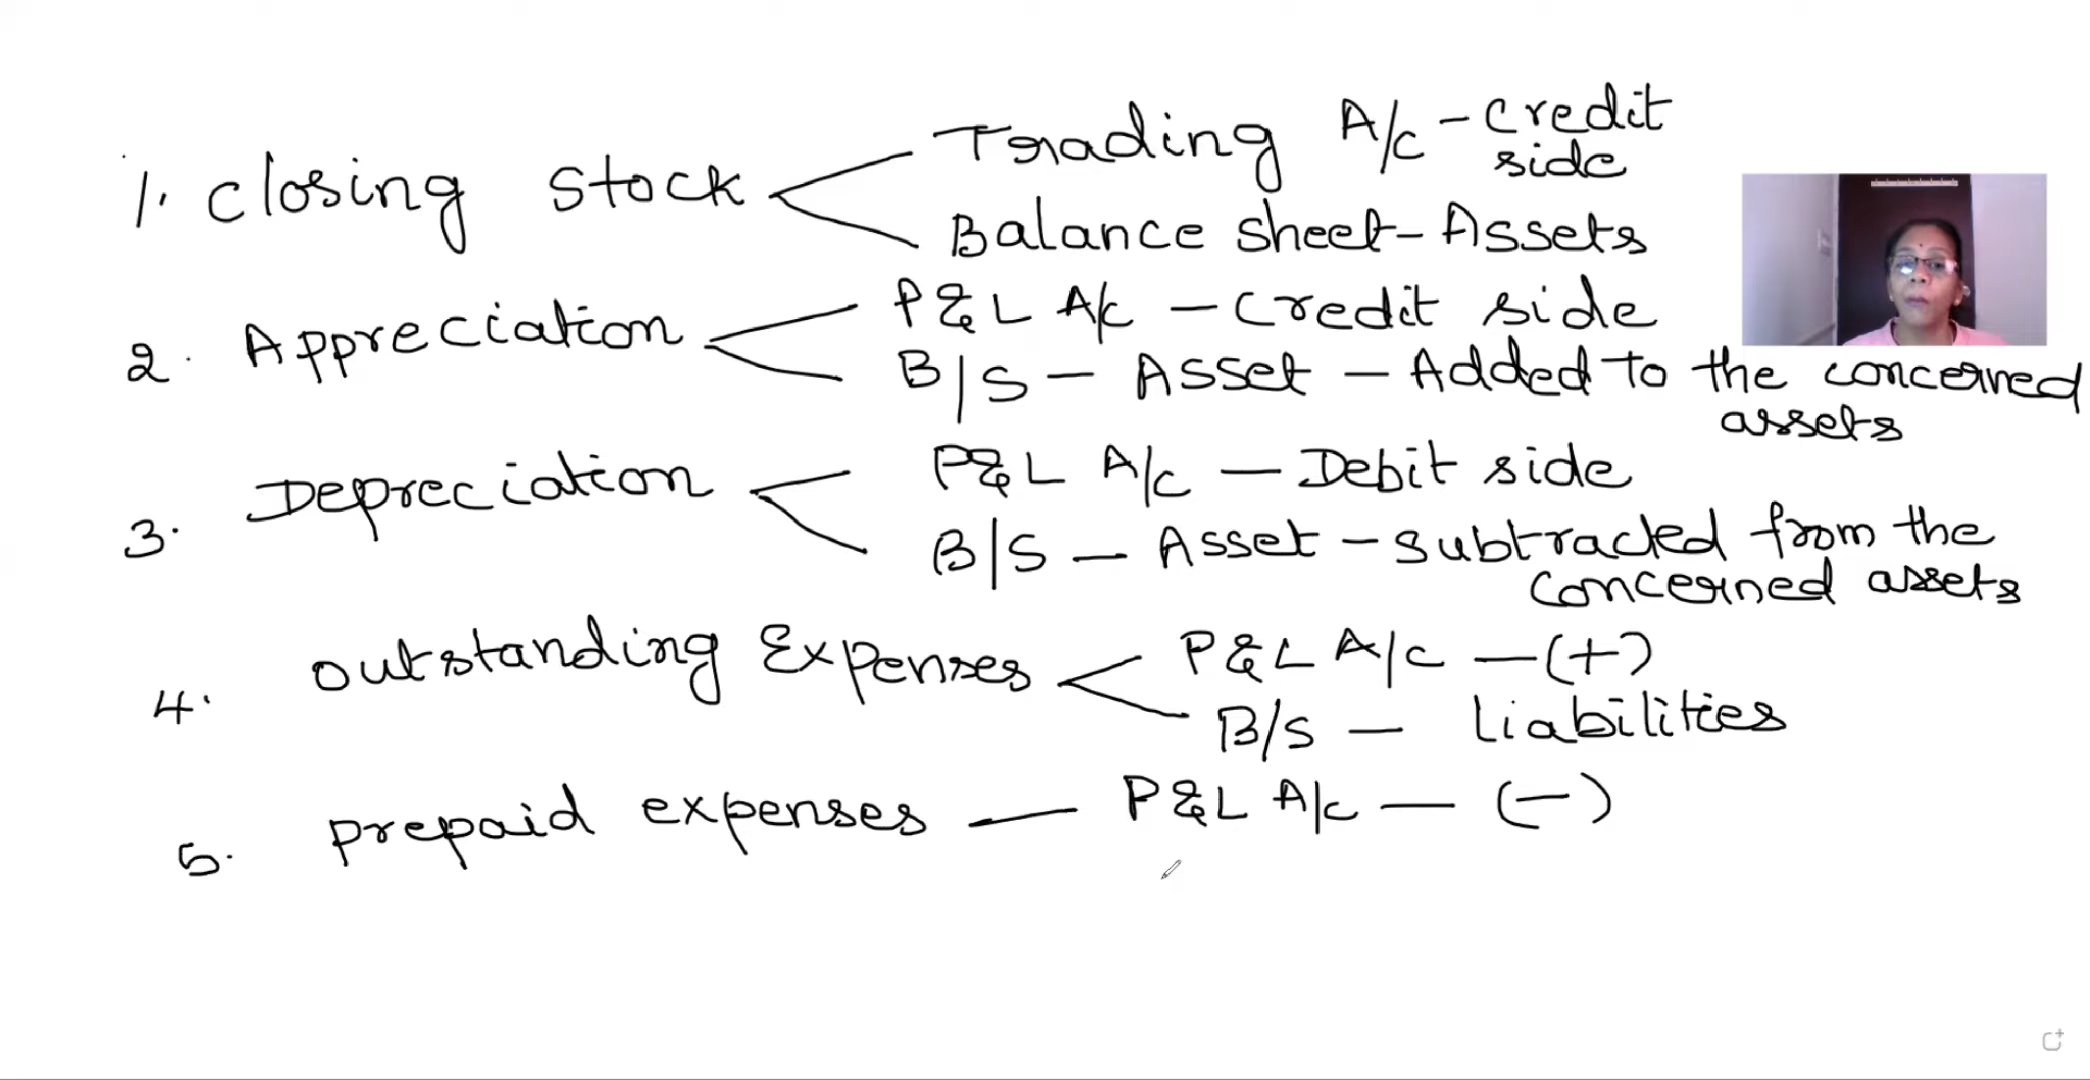 1. Closing Stock Trading A/c - credit
side
Balance Sheet - Assets
2. Appreciation P&L A/c - Credit side
B/S - Asset - Added to the concerned
assets
3. Depreciation P&L A/c - Debit side
B/S - Asset - Subtracted from the
concerned assets
4. Outstanding Expenses P&L A/c - (+)
B/S - Liabilities
5. Prepaid expenses - P&L A/c - (-)